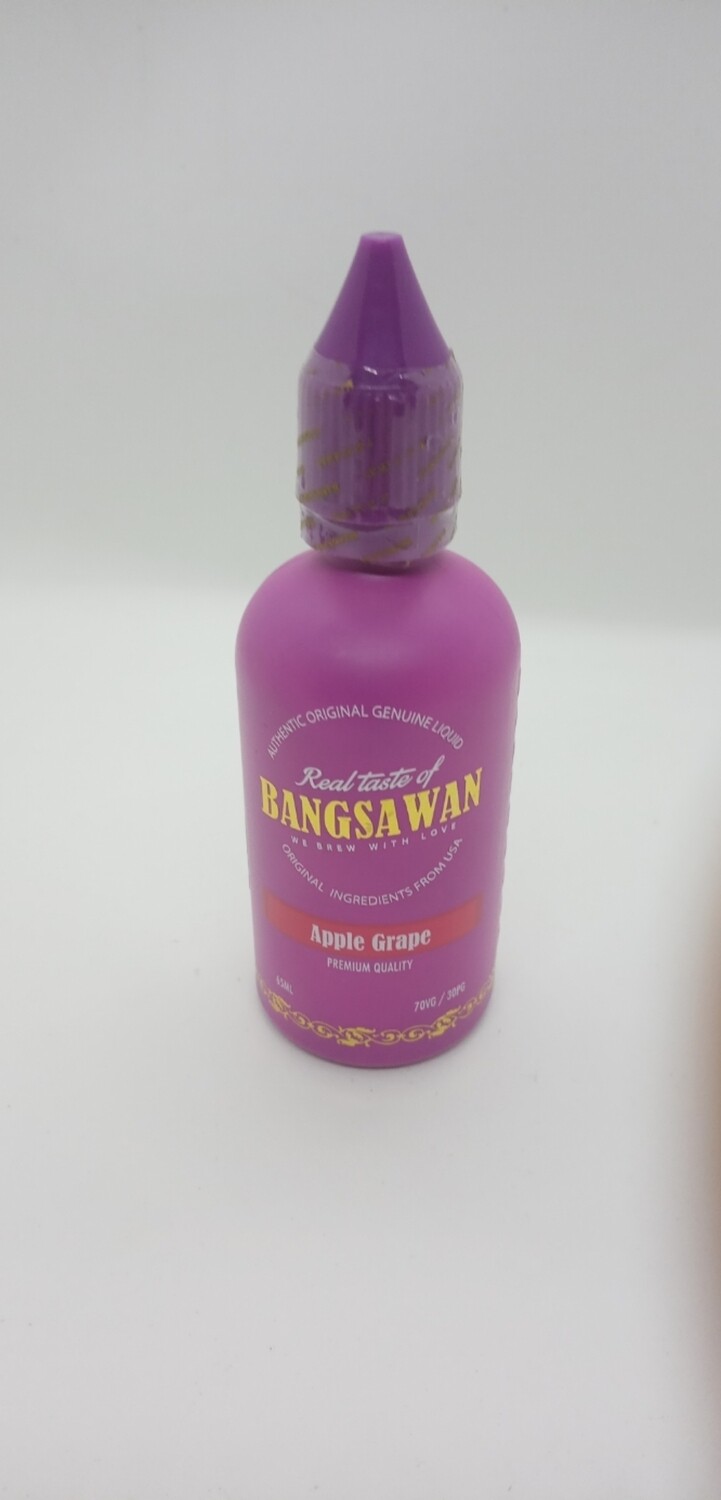 AUTHENTIC ORIGINAL GENUINE LIQUID
Real taste of
BANGSAWAN
WE BREW WITH LOVE
ORIGINAL INGREDIENTS FROM USA
Apple Grape
PREMIUM QUALITY
65ML
70VG / 30PG